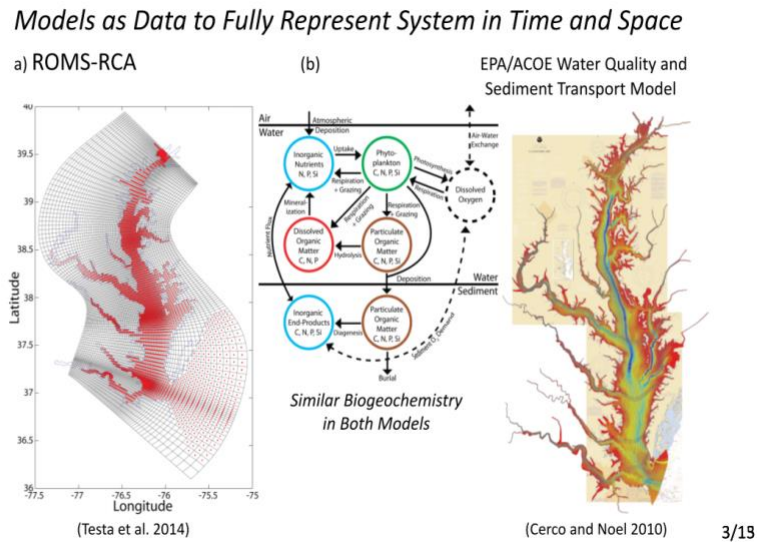 Models as Data to Fully Represent System in Time and Space
a) ROMS-RCA
(b)
EPA/ACOE Water Quality and
Sediment Transport Model
40
39.5
39
38.5
38
37.5
37
36.5
36
Latitude
-77.5
-77
-76.5
-76
-75.5
-75
Longitude
(Testa et al. 2014)
Air
Water
Atmospheric
Deposition
Air-Water
Exchange
Inorganic
Nutrients
N, P, Si
Uptake
Respiration
+ Grazing
Phyto-
plankton
C, N, P, Si
Photosynthesis
Respiration
Dissolved
Oxygen
Mineral-
ization
Respiration
+ Grazing
Respiration
+ Grazing
Nutrient Flux
Dissolved
Organic
Matter
C, N, P
Hydrolysis
Particulate
Organic
Matter
C, N, P, Si
Deposition
Water
Sediment
Inorganic
End-Products
C, N, P, Si
Diagenesis
Particulate
Organic
Matter
C, N, P, Si
Sediment O₂ Demand
Burial
Similar Biogeochemistry
in Both Models
(Cerco and Noel 2010)